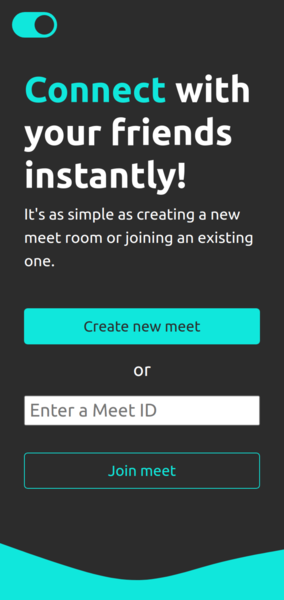 Connect with
your friends
instantly!
It's as simple as creating a new
meet room or joining an existing
one.
Create new meet
or
Enter a Meet ID
Join meet